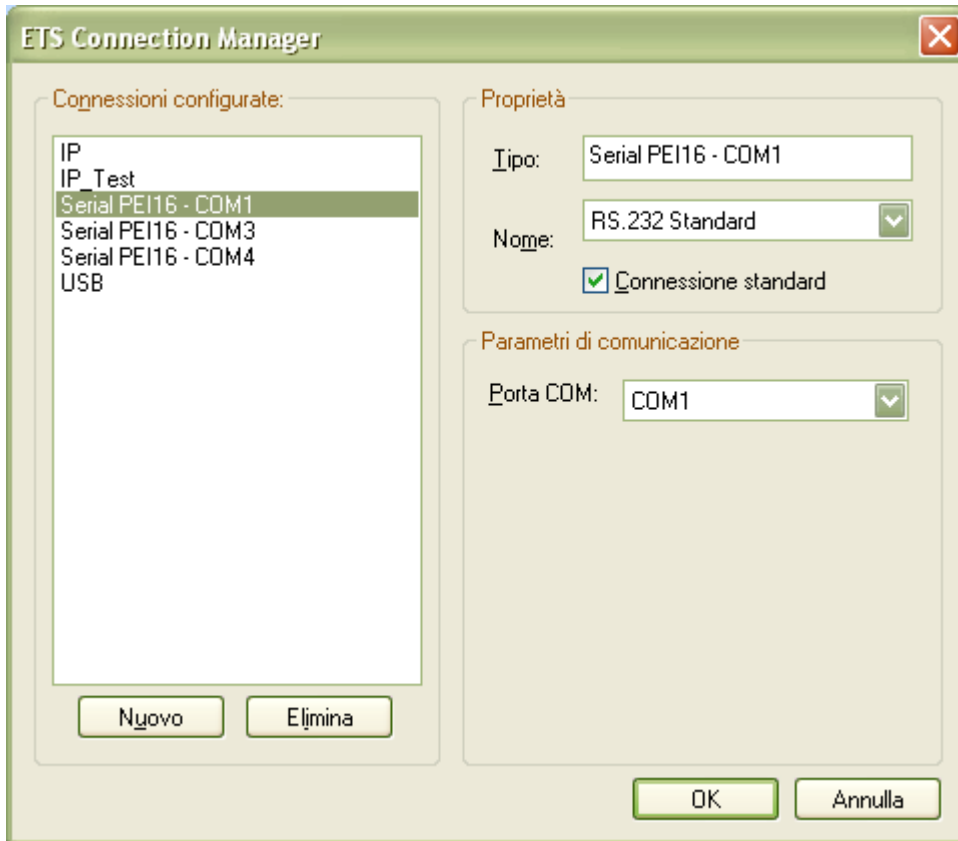 ETS Connection Manager
Connessioni configurate:
IP
IP_Test
Serial PEI16 - COM1
Serial PEI16 - COM3
Serial PEI16 - COM4
USB
Nuovo
Elimina
Proprietà
Tipo:
Serial PEI16 - COM1
Nome:
RS.232 Standard
Connessione standard
Parametri di comunicazione
Porta COM:
COM1
OK
Annulla